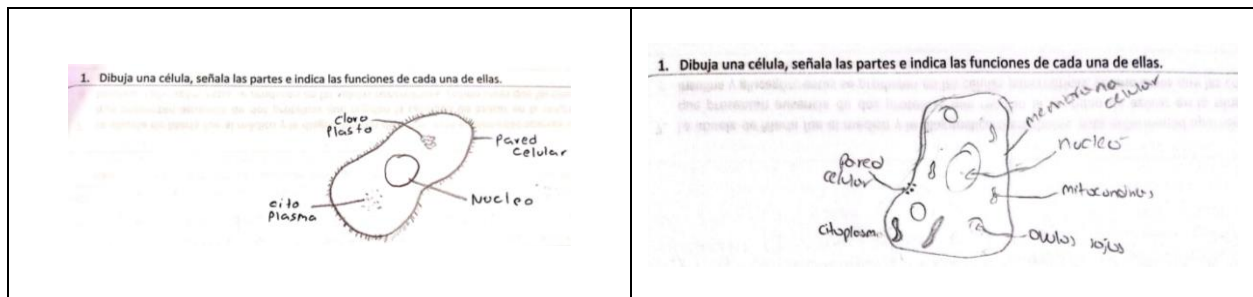 1. Dibuja una célula, señala las partes e indica las funciones de cada una de ellas.
cloro
plasto
Pared
Celular
Nucleo
cito
Plasma
1. Dibuja una célula, señala las partes e indica las funciones de cada una de ellas.
membrana
celular
nucleo
Pared
celular
mitocondrias
citoplasm
rojos